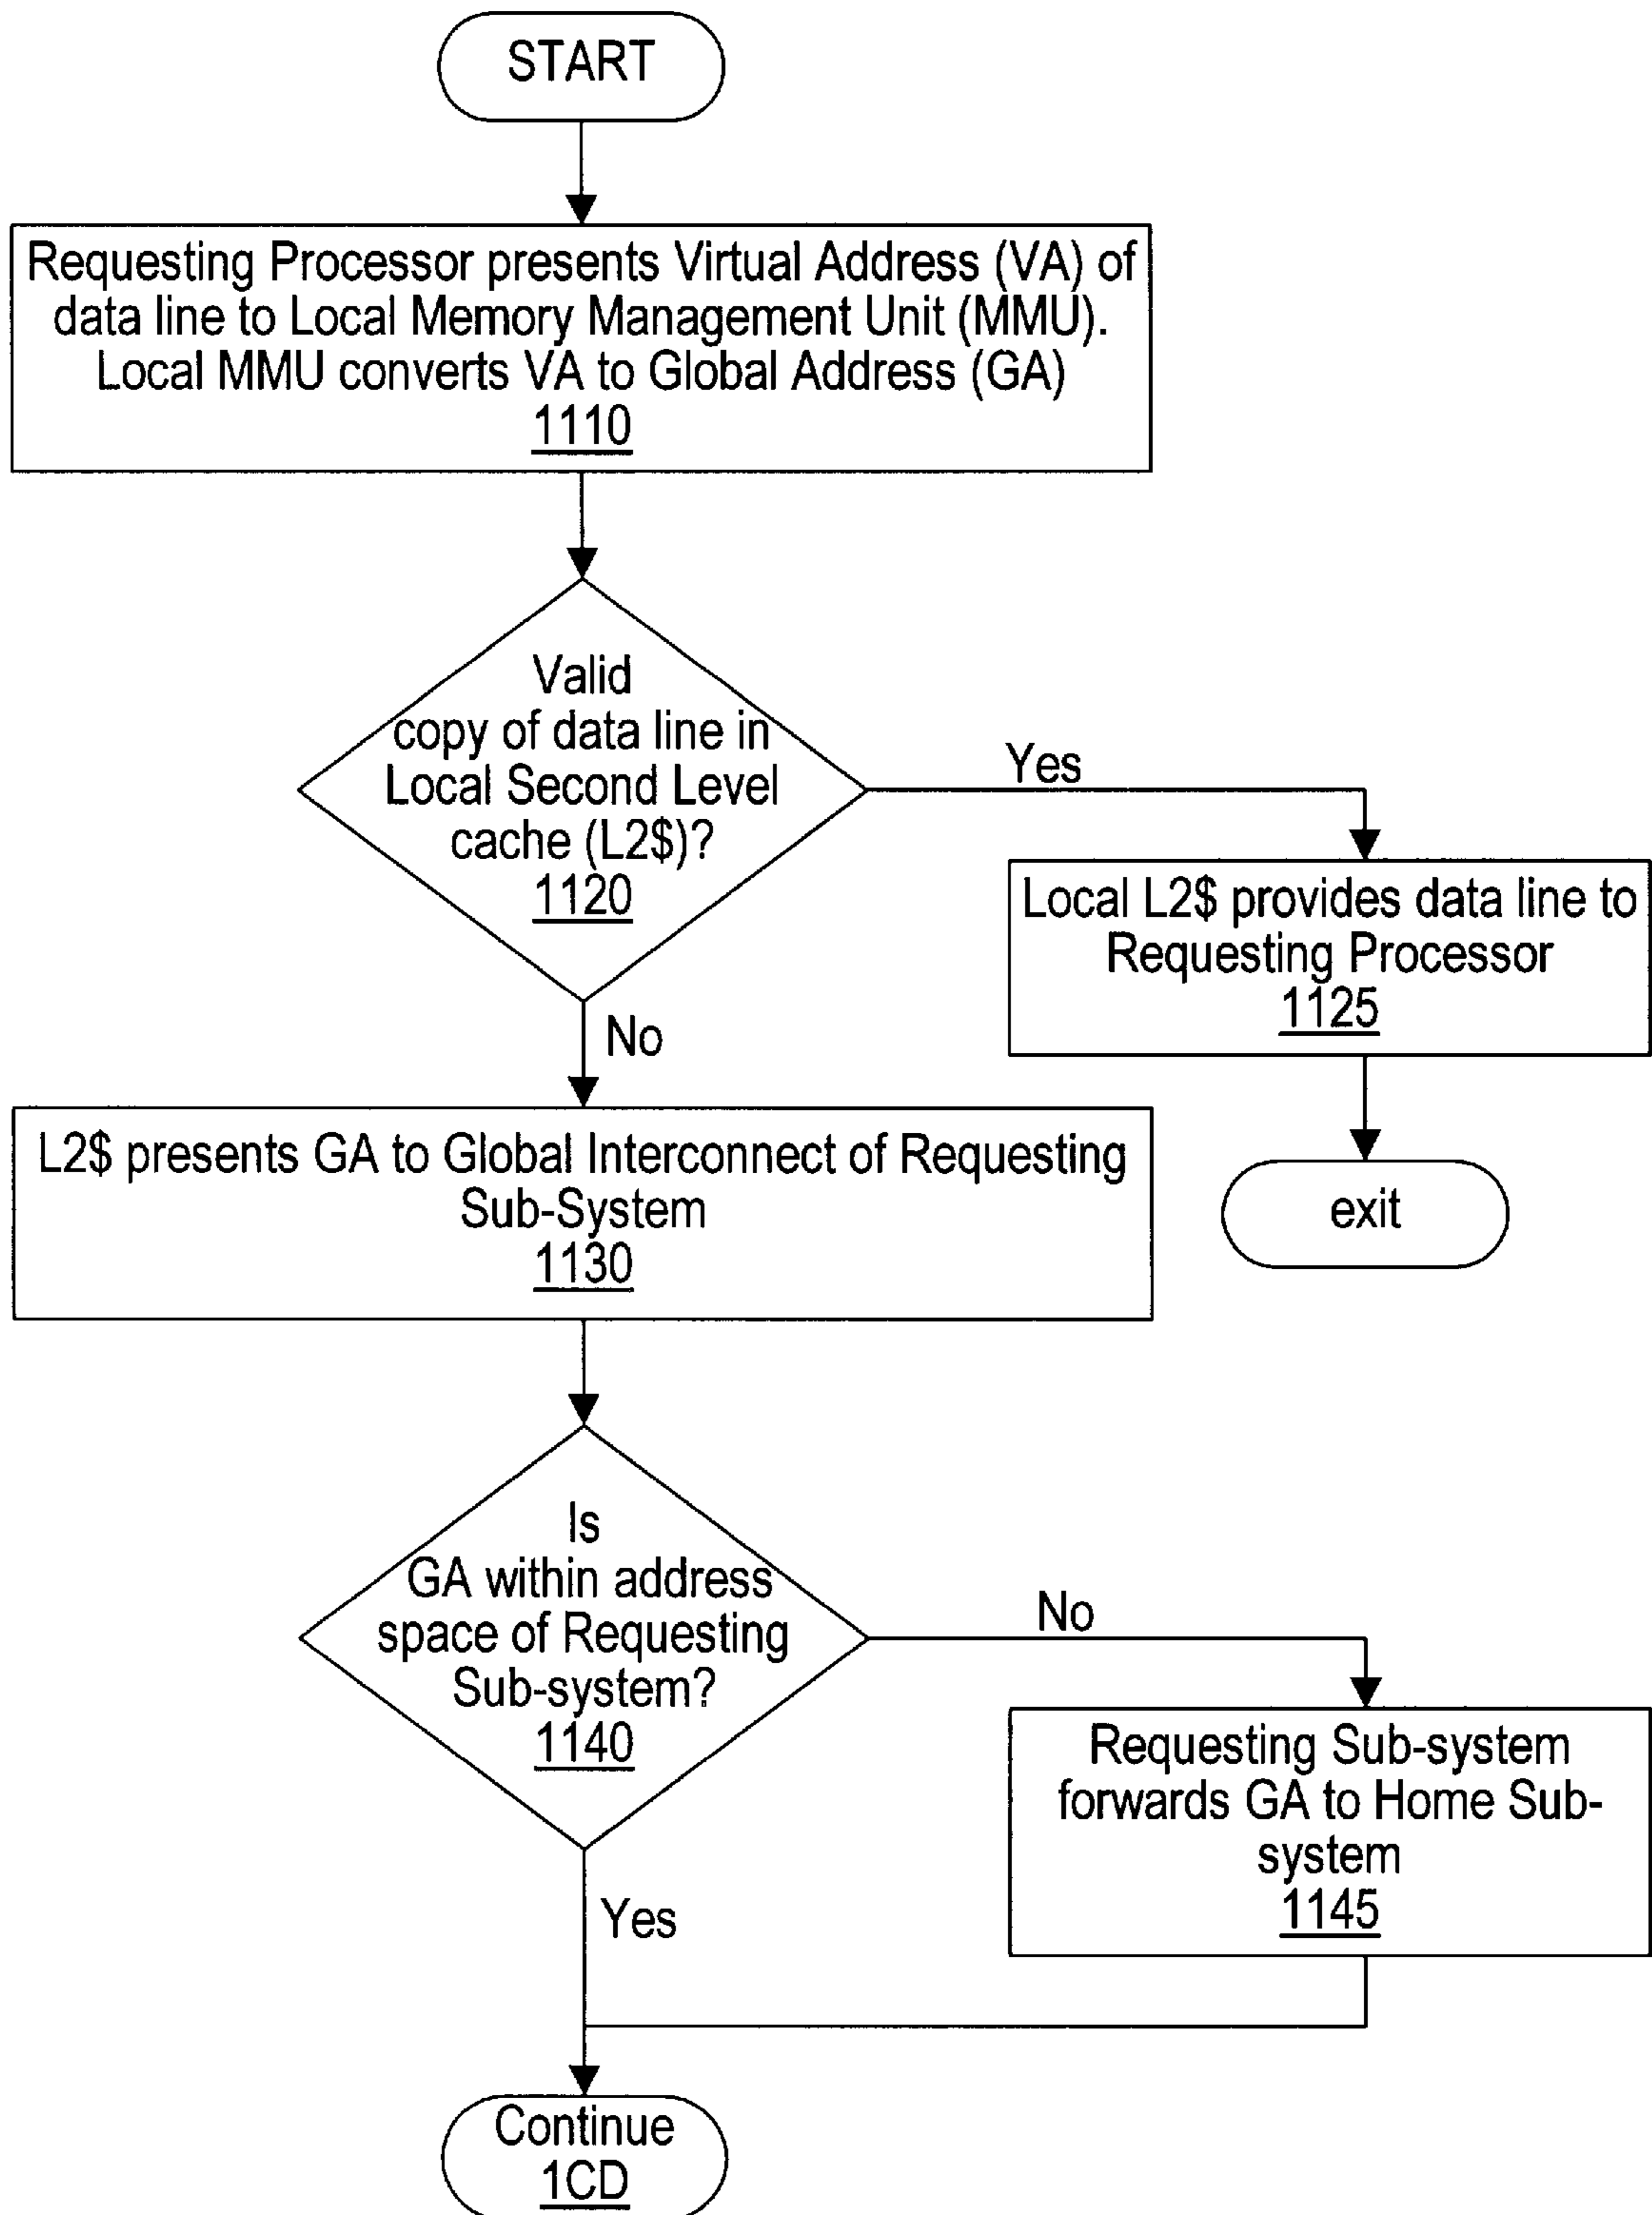 START
Requesting Processor presents Virtual Address (VA) of
data line to Local Memory Management Unit (MMU).
Local MMU converts VA to Global Address (GA)
1110
Valid
copy of data line in
Local Second Level
cache (L2$)?
1120
Yes
Local L2$ provides data line to
Requesting Processor
1125
exit
No
L2$ presents GA to Global Interconnect of Requesting
Sub-System
1130
Is
GA within address
space of Requesting
Sub-system?
1140
No
Requesting Sub-system
forwards GA to Home Sub-
system
1145
Yes
Continue
1CD